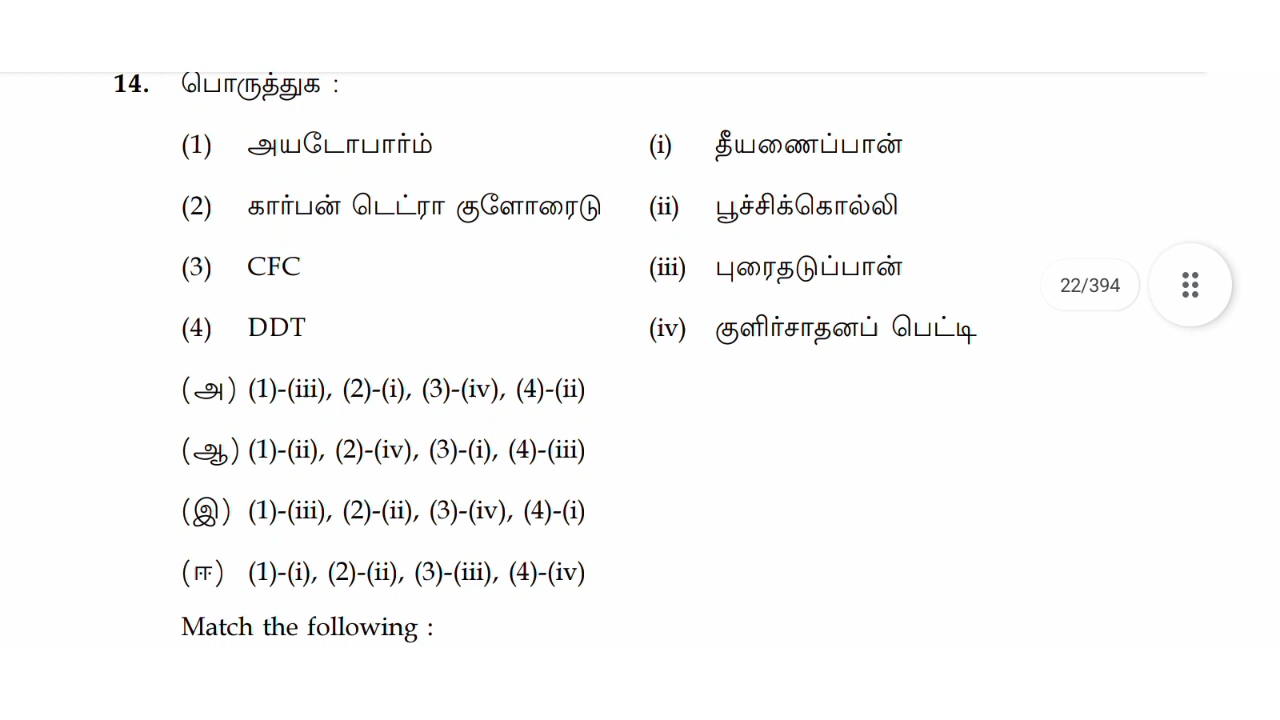 14. பொருத்துக :
(1) அயடோபார்ம் (i) தீயணைப்பான்
(2) கார்பன் டெட்ரா குளோரைடு (ii) பூச்சிக்கொல்லி
(3) CFC (iii) புரைதடுப்பான்
22/394
(4) DDT (iv) குளிர்சாதனப் பெட்டி
(அ) (1)-(iii), (2)-(i), (3)-(iv), (4)-(ii)
(ஆ) (1)-(ii), (2)-(iv), (3)-(i), (4)-(iii)
(இ) (1)-(iii), (2)-(ii), (3)-(iv), (4)-(i)
(ஈ) (1)-(i), (2)-(ii), (3)-(iii), (4)-(iv)
Match the following :